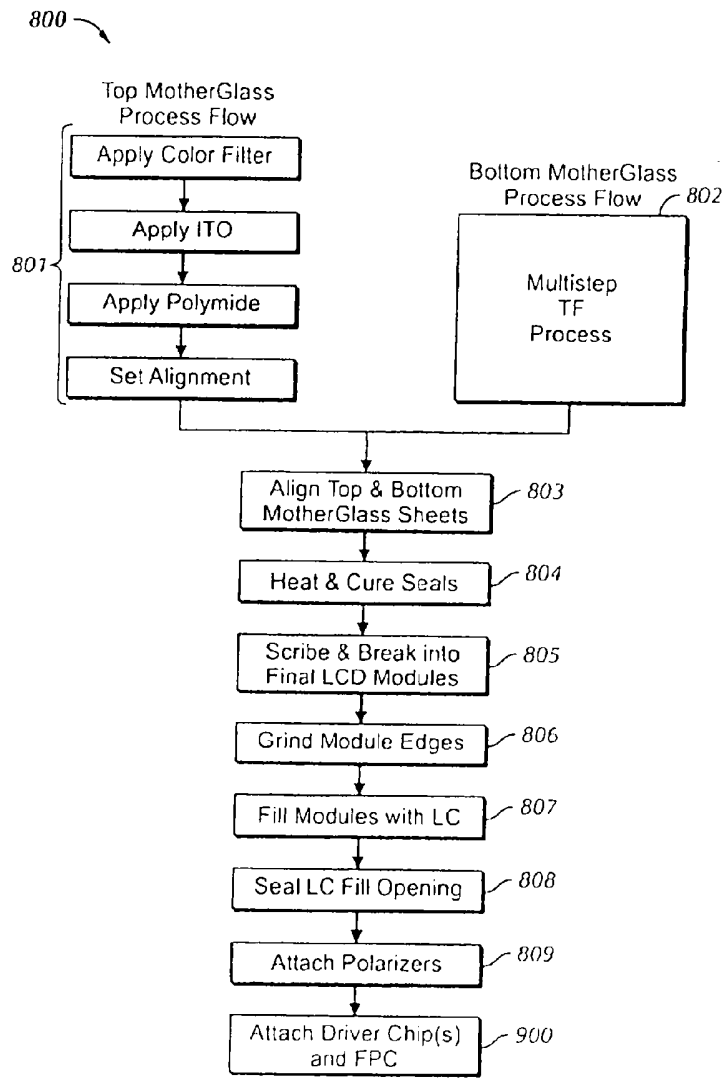 800
Top MotherGlass
Process Flow
Apply Color Filter
Apply ITO
801
Apply Polymide
Set Alignment
Bottom MotherGlass
Process Flow
802
Multistep
TF
Process
Align Top & Bottom
MotherGlass Sheets
803
Heat & Cure Seals
804
Scribe & Break into
Final LCD Modules
805
Grind Module Edges
806
Fill Modules with LC
807
Seal LC Fill Opening
808
Attach Polarizers
809
Attach Driver Chip(s)
and FPC
900